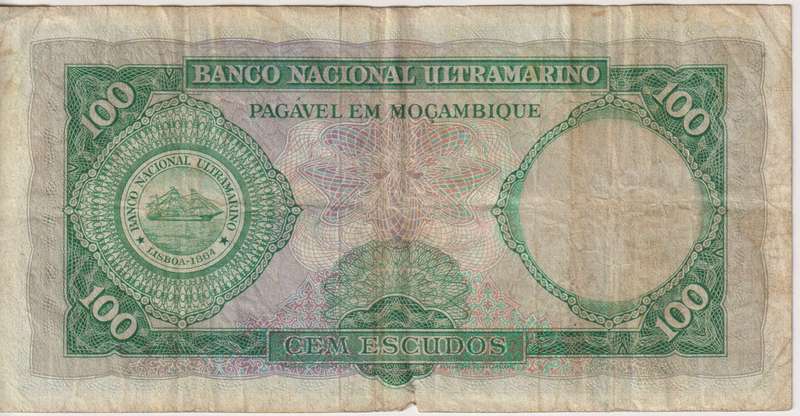 BANCO NACIONAL ULTRAMARINO
PAGÁVEL EM MOÇAMBIQUE
100
100
BANCO NACIONAL ULTRAMARINO
LISBOA-1864
100
100
CEM ESCUDOS